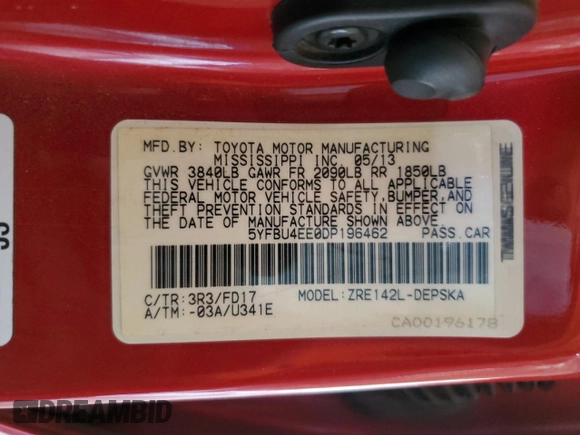 MFD.BY: TOYOTA MOTOR MANUFACTURING
MISSISSIPPI INC. 05/13
GVWR 3840LB GAWR FR 2090LB RR 1850LB
THIS VEHICLE CONFORMS TO ALL APPLICABLE
FEDERAL MOTOR VEHICLE SAFETY,BUMPER,AND
THEFT PREVENTION STANDARDS IN EFFECT ON
THE DATE OF MANUFACTURE SHOWN ABOVE.
5YFBU4EE0DP196462 PASS.CAR
C/TR:3R3/FD17 MODEL:ZRE142L-DEPSKA
A/TM:-03A/U341E
CA00196178
DREAMBID